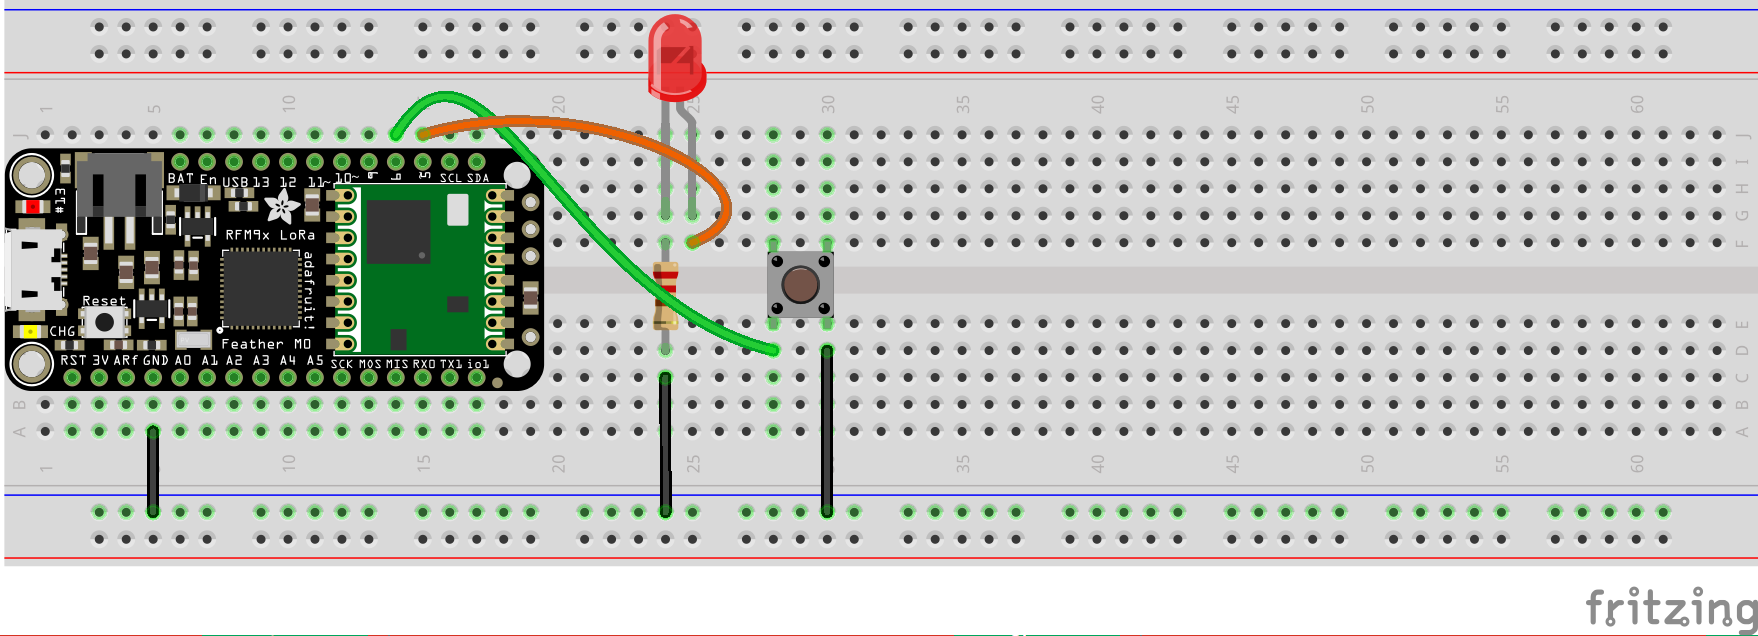 1 5 10 15 20 25 30 35 40 45 50 55 60
J J
I
H
G
F
BAT En USB 13 12 11~ 10~ 9 6 5 SCL SDA
RFM9x LoRa
adafruit!
Reset
CHG
Feather M0
RST 3V ARf GND A0 A1 A2 A3 A4 A5 SCK MOS MIS RX0 TX1 io1
E
D
C
B B
A A
1 5 10 15 20 25 30 35 40 45 50 55 60
fritzing